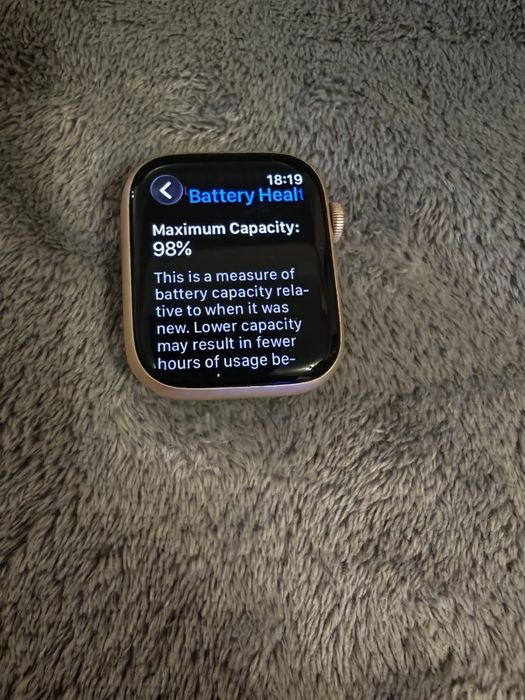 18:19
Battery Healt
Maximum Capacity:
98%
This is a measure of
battery capacity rela-
tive to when it was
new. Lower capacity
may result in fewer
hours of usage be-